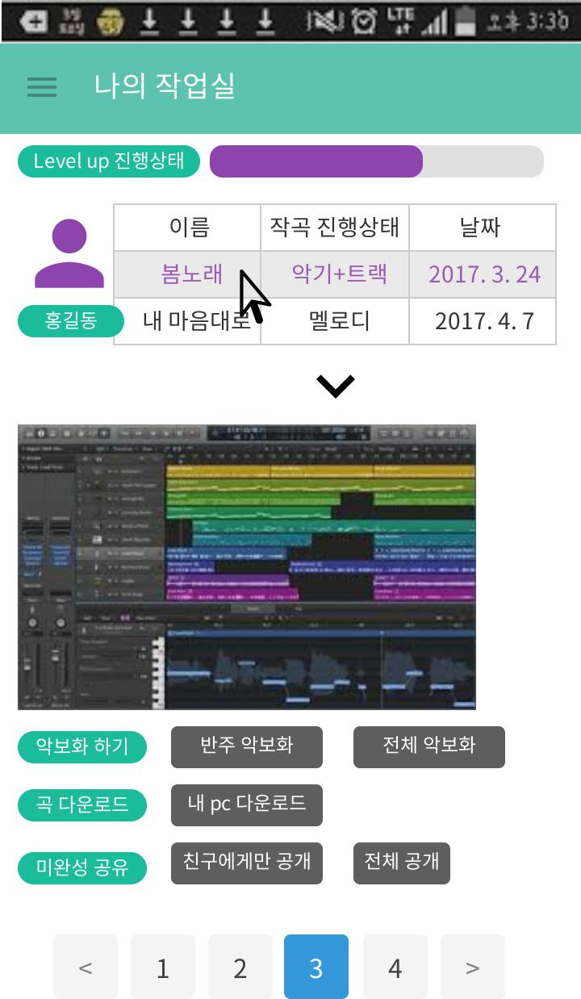 LTE 오후 3:30
나의 작업실
Level up 진행상태
이름 작곡 진행상태 날짜
봄노래 악기+트랙 2017. 3. 24
홍길동 내 마음대로 멜로디 2017. 4. 7
악보화 하기 반주 악보화 전체 악보화
곡 다운로드 내 pc 다운로드
미완성 공유 친구에게만 공개 전체 공개
< 1 2 3 4 >